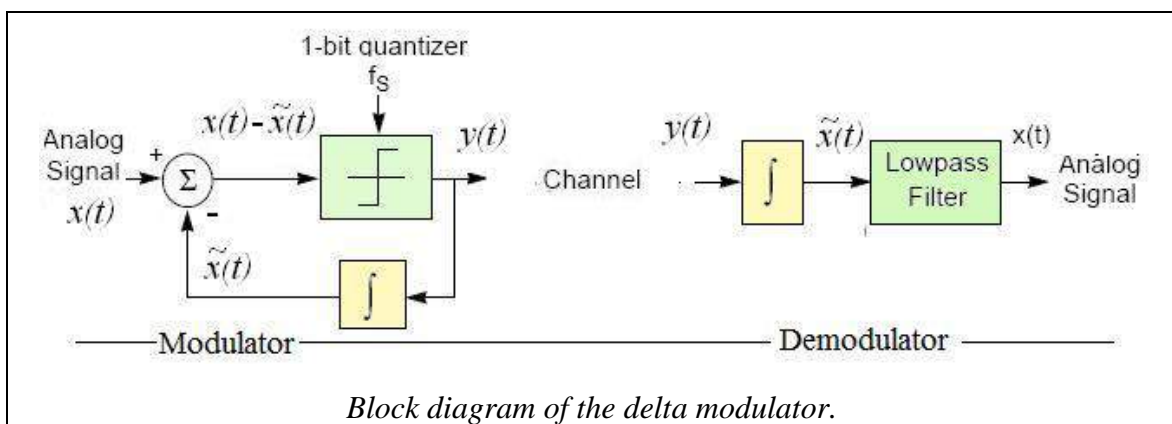 1-bit quantizer
f_S
x(t) - x̃(t)
y(t)
Analog
Signal
x(t)
+
Σ
-
x̃(t)
∫
Channel
y(t)
∫
x̃(t)
Lowpass
Filter
x(t)
Analog
Signal
Modulator
Demodulator
Block diagram of the delta modulator.